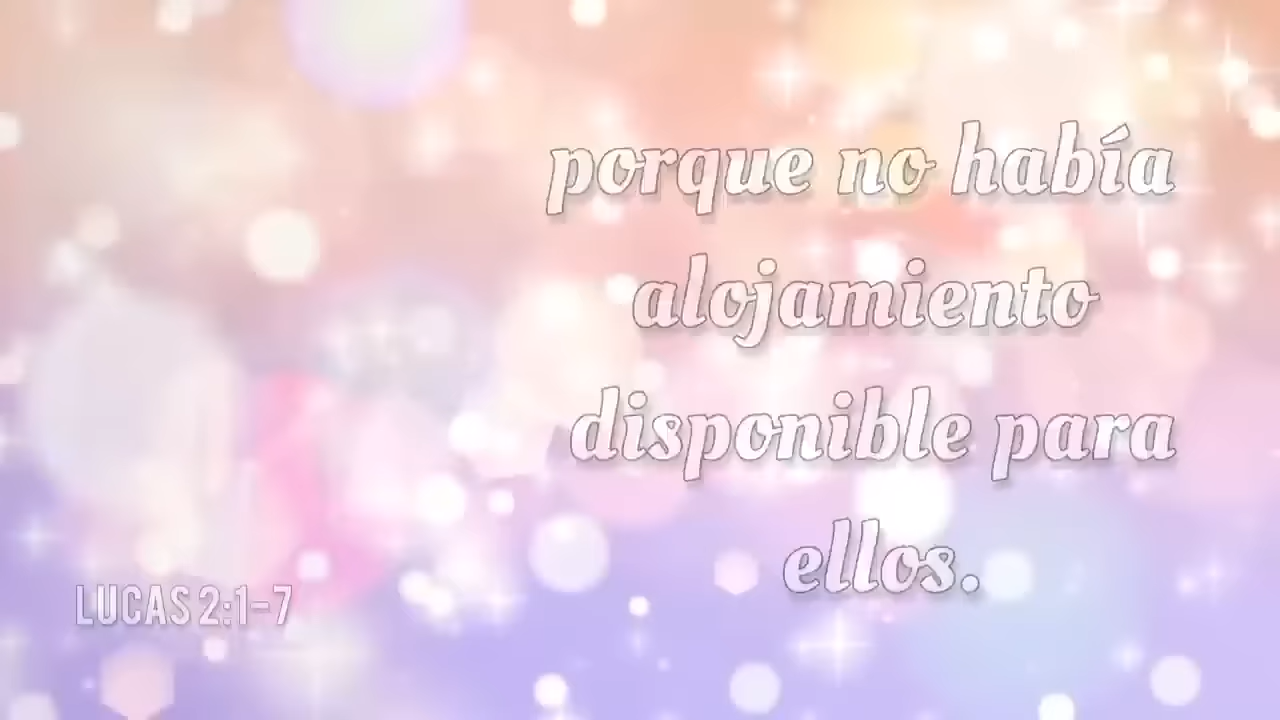 porque no había
alojamiento
disponible para
ellos.
LUCAS 2:1-7